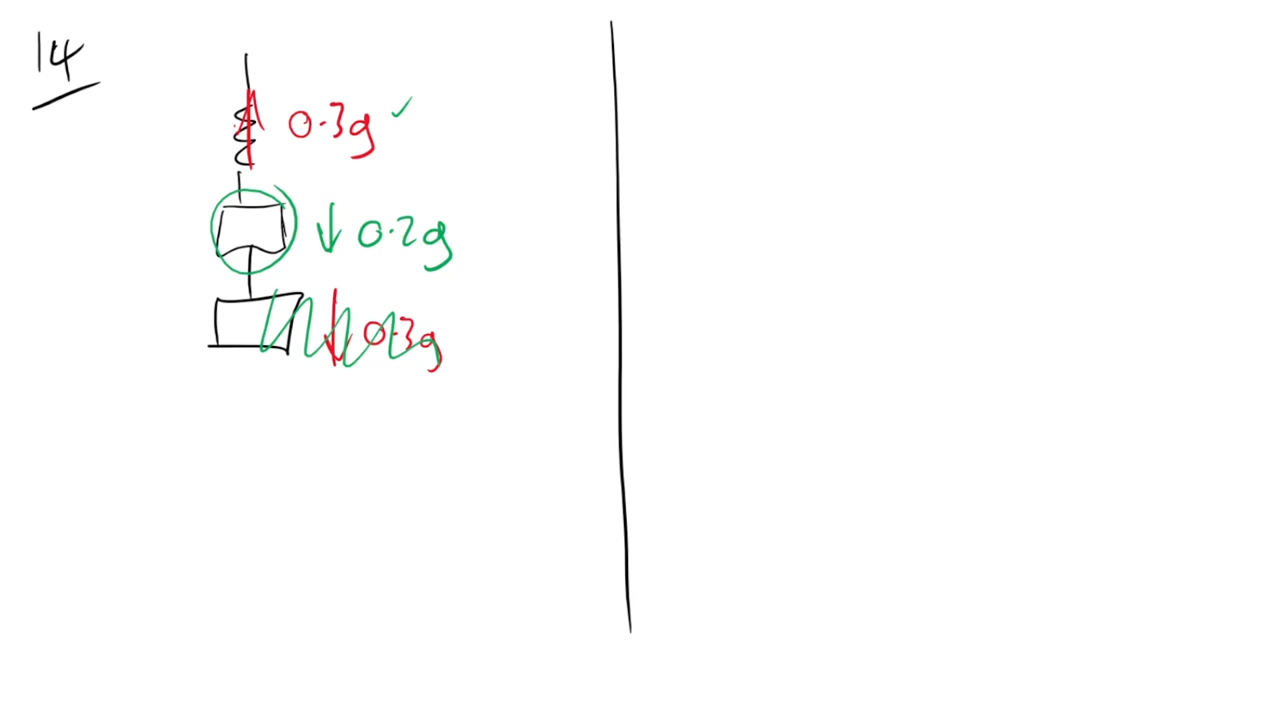 14
0.3g ✓
↓ 0.2g
↓ 0.3g